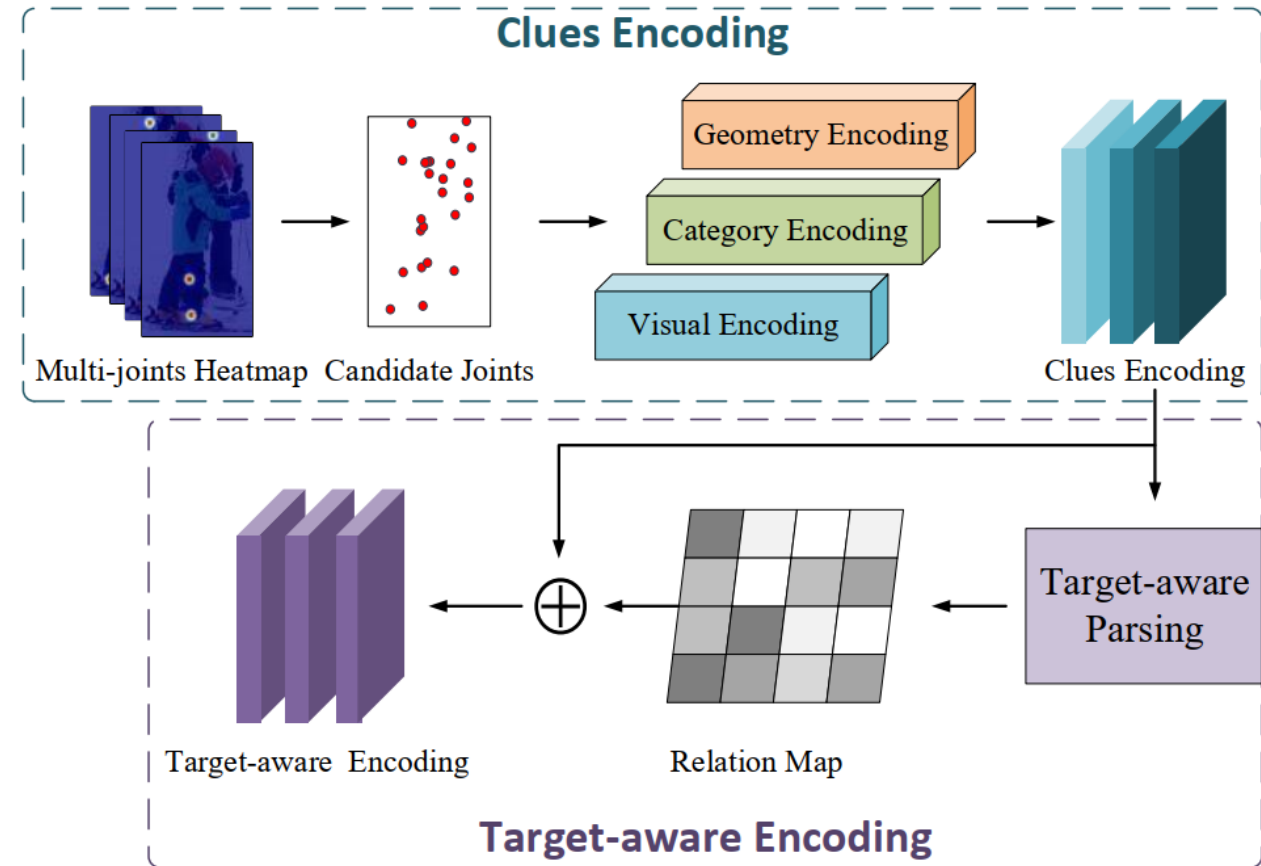 Clues Encoding
Geometry Encoding
Category Encoding
Visual Encoding
Multi-joints Heatmap
Candidate Joints
Clues Encoding
Target-aware
Parsing
Target-aware Encoding
Relation Map
Target-aware Encoding